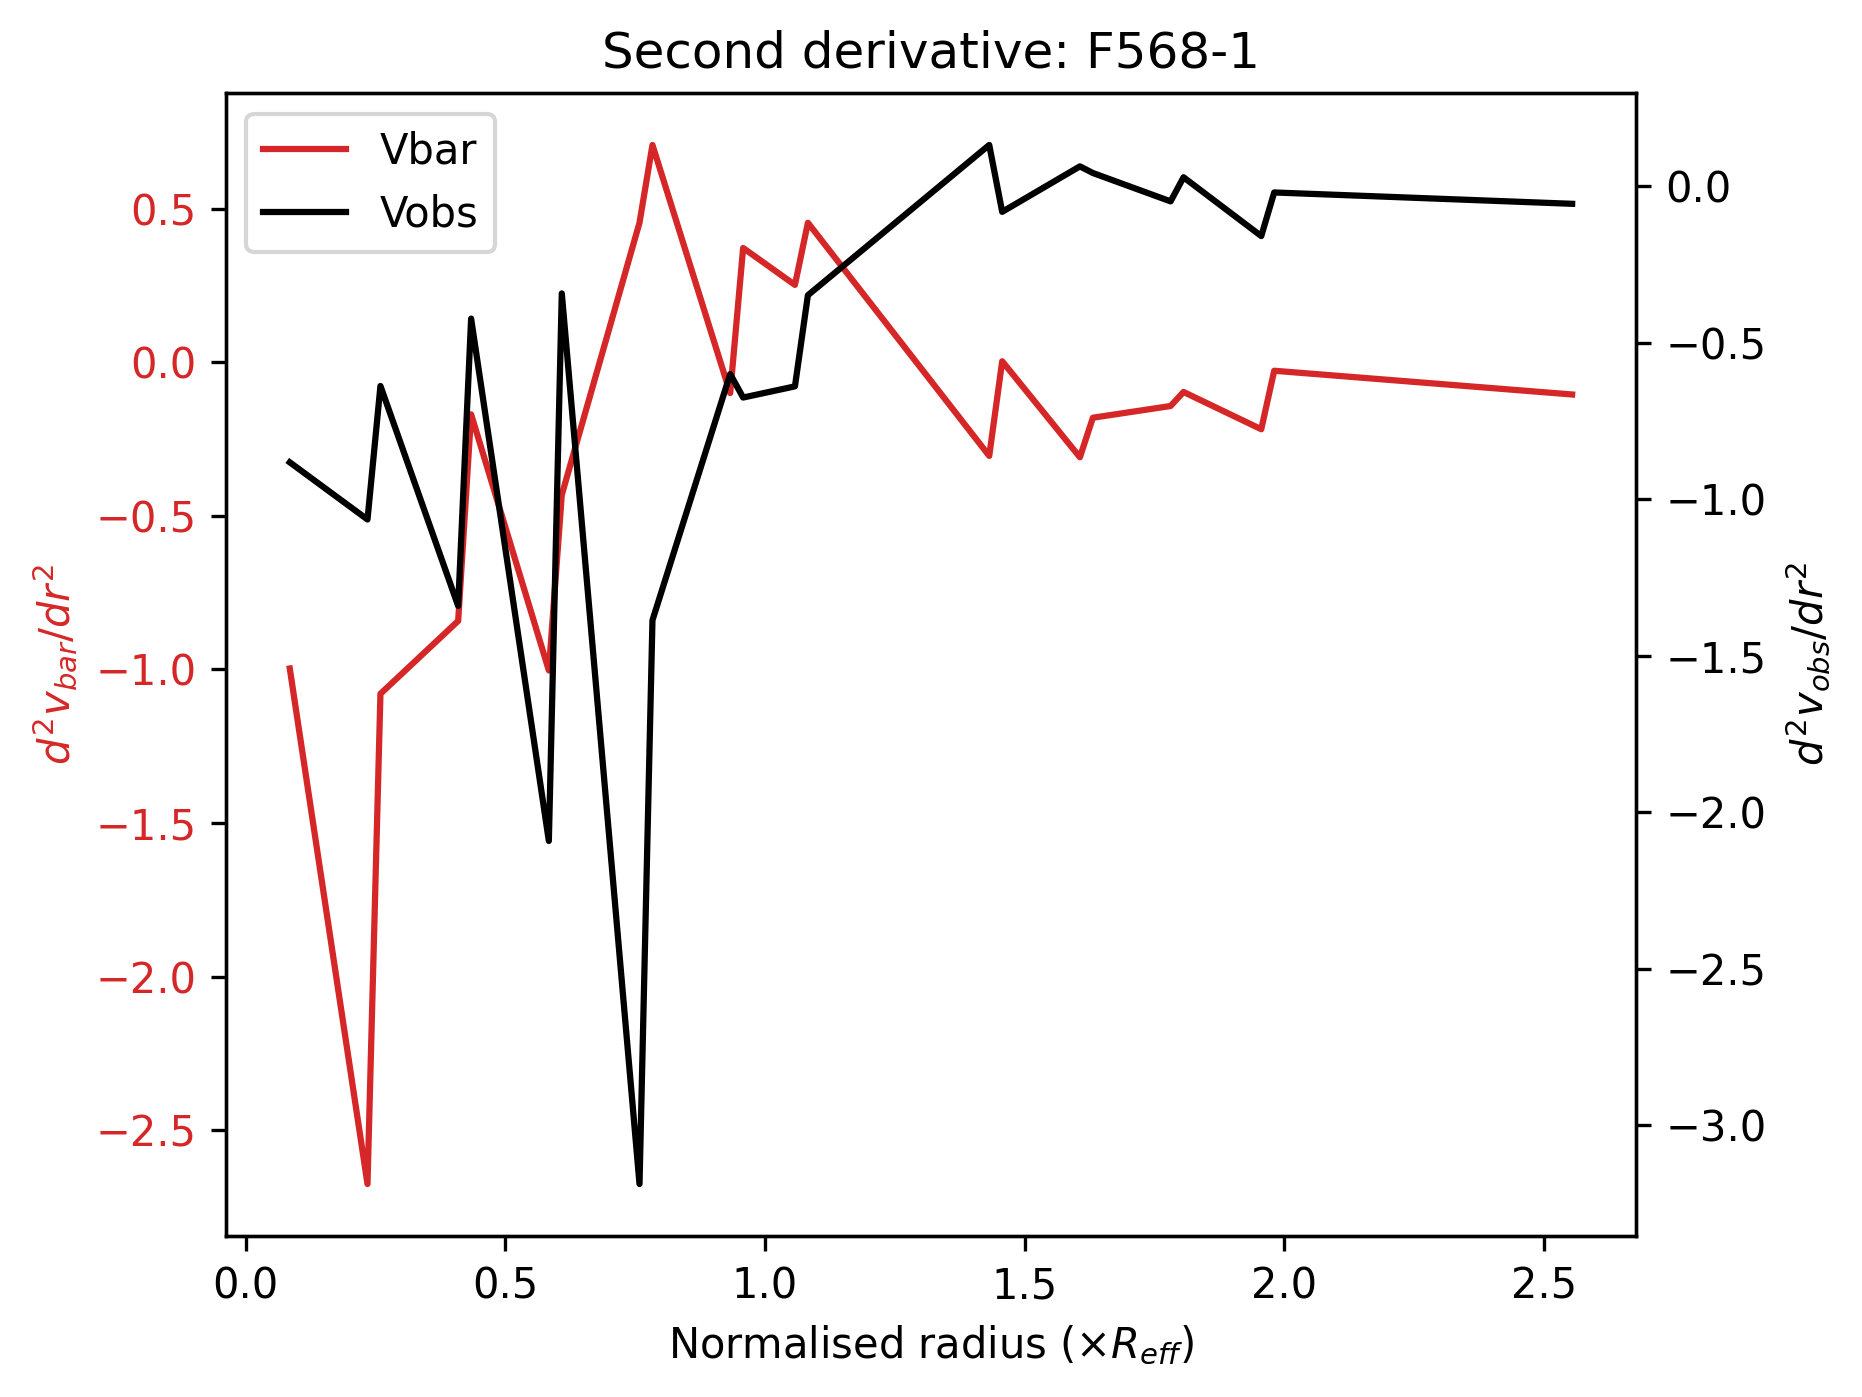 Second derivative: F568-1
Vbar
Vobs
0.5
0.0
−0.5
−1.0
−1.5
−2.0
−2.5
d²v_bar/dr²
0.0
−0.5
−1.0
−1.5
−2.0
−2.5
−3.0
d²v_obs/dr²
0.0 0.5 1.0 1.5 2.0 2.5
Normalised radius (×R_eff)